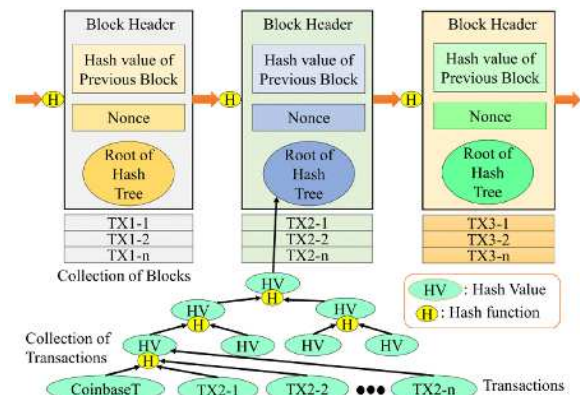 Block Header
Hash value of
Previous Block
Nonce
Root of
Hash
Tree
TX1-1
TX1-2
TX1-n
H
Block Header
Hash value of
Previous Block
Nonce
Root of
Hash
Tree
TX2-1
TX2-2
TX2-n
H
Block Header
Hash value of
Previous Block
Nonce
Root of
Hash
Tree
TX3-1
TX3-2
TX3-n
H
Collection of Blocks
HV : Hash Value
H : Hash function
HV
H
HV HV
H H
Collection of
Transactions
HV HV HV HV
H
CoinbaseT TX2-1 TX2-2 ●●● TX2-n Transactions